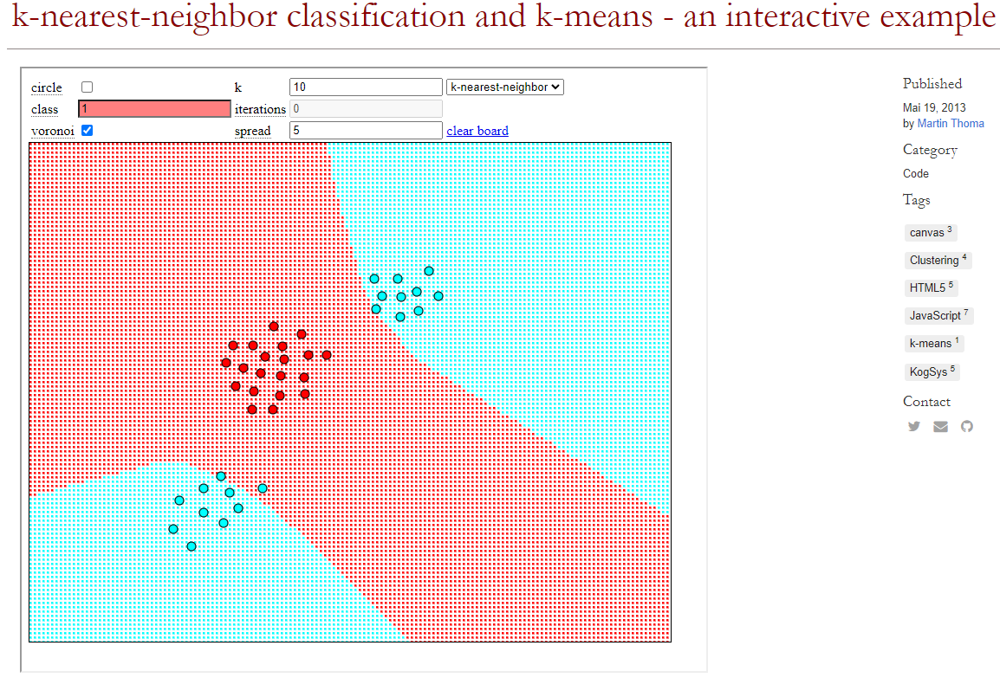 k-nearest-neighbor classification and k-means - an interactive example
circle k 10 k-nearest-neighbor
class 1 iterations 0
voronoi spread 5 clear board
Published
Mai 19, 2013
by Martin Thoma
Category
Code
Tags
canvas 3
Clustering 4
HTML5 5
JavaScript 7
k-means 1
KogSys 5
Contact